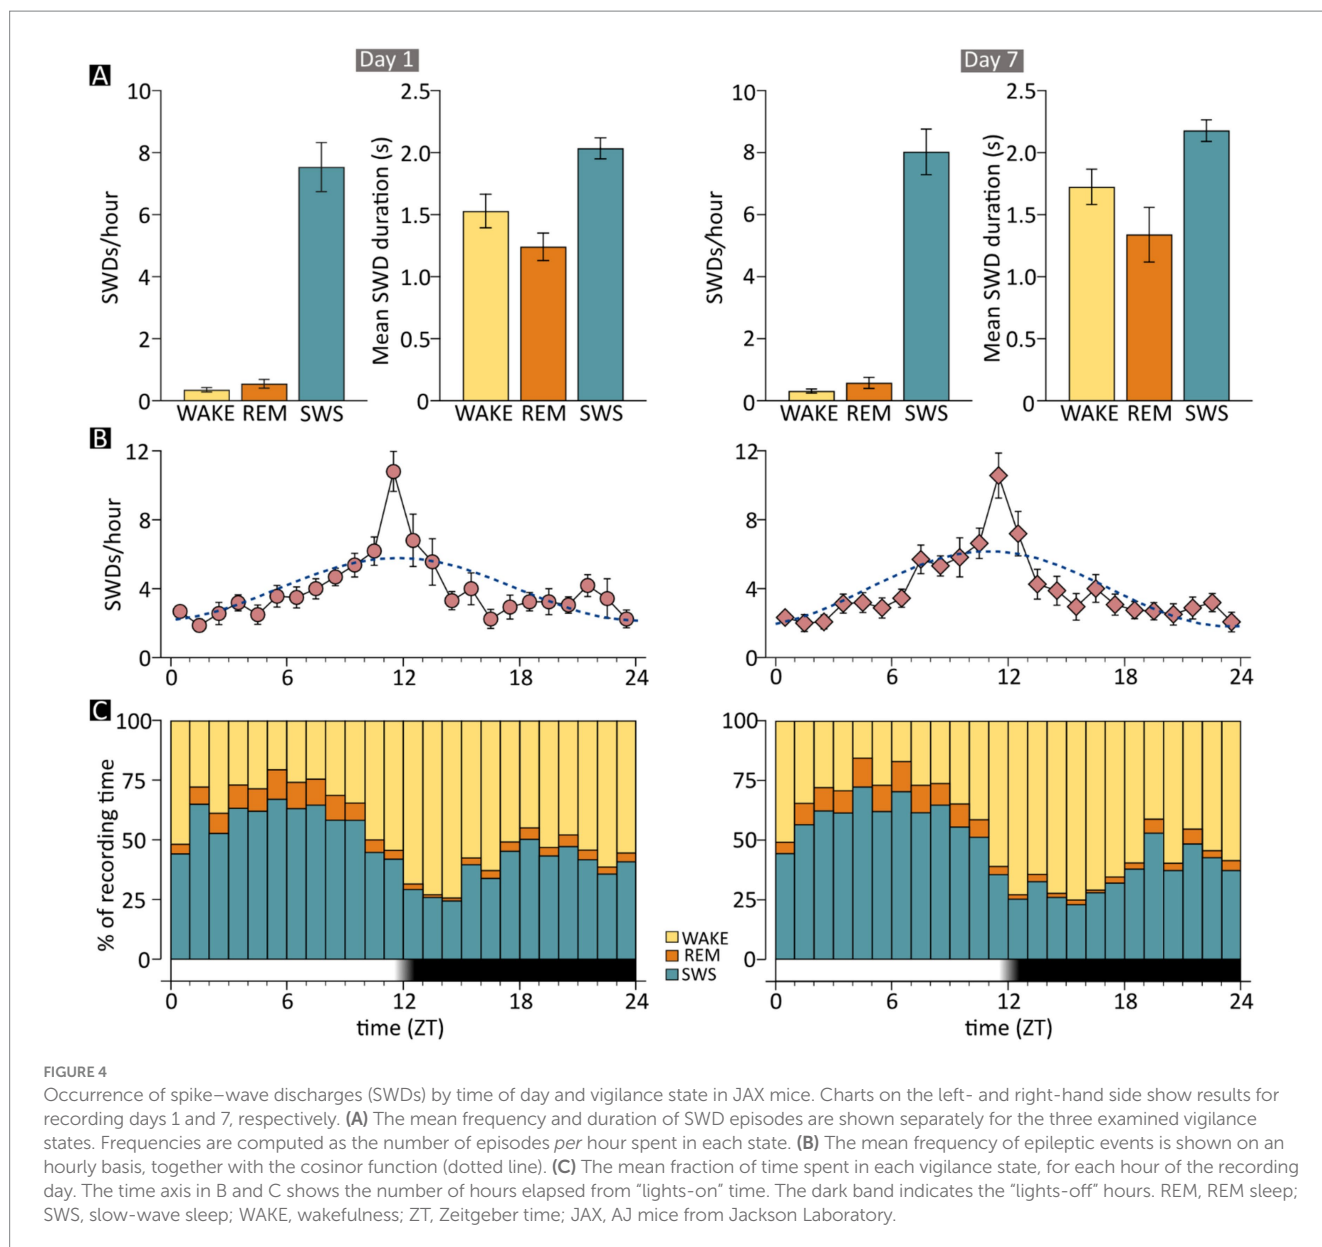 Day 1
Day 7
A
10
8
6
4
2
0
SWDs/hour
WAKE REM SWS
2.5
2.0
1.5
1.0
0.5
0
Mean SWD duration (s)
WAKE REM SWS
10
8
6
4
2
0
SWDs/hour
WAKE REM SWS
2.5
2.0
1.5
1.0
0.5
0
Mean SWD duration (s)
WAKE REM SWS
B
12
8
4
0
SWDs/hour
0 6 12 18 24
12
8
4
0
0 6 12 18 24
C
100
75
50
25
0
% of recording time
0 6 12 18 24
time (ZT)
WAKE
REM
SWS
100
75
50
25
0
0 6 12 18 24
time (ZT)
FIGURE 4
Occurrence of spike–wave discharges (SWDs) by time of day and vigilance state in JAX mice. Charts on the left- and right-hand side show results for
recording days 1 and 7, respectively. (A) The mean frequency and duration of SWD episodes are shown separately for the three examined vigilance
states. Frequencies are computed as the number of episodes per hour spent in each state. (B) The mean frequency of epileptic events is shown on an
hourly basis, together with the cosinor function (dotted line). (C) The mean fraction of time spent in each vigilance state, for each hour of the recording
day. The time axis in B and C shows the number of hours elapsed from “lights-on” time. The dark band indicates the “lights-off” hours. REM, REM sleep;
SWS, slow-wave sleep; WAKE, wakefulness; ZT, Zeitgeber time; JAX, AJ mice from Jackson Laboratory.